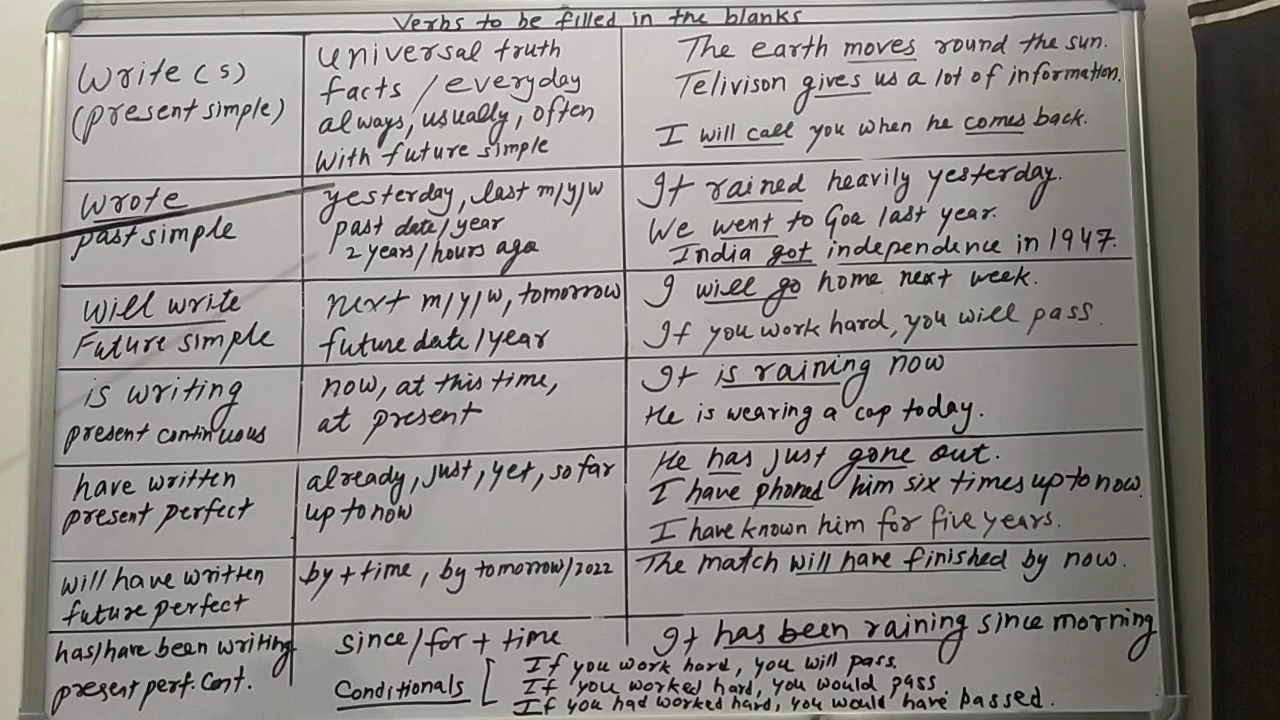 Verbs to be filled in the blanks
Write (s)
(present simple)
universal truth
facts / everyday
always, usually, often
with future simple
The earth moves round the sun.
Telivison gives us a lot of information.
I will call you when he comes back.
Wrote
past simple
yesterday, last m/y/w
past date/year
2 years/hours ago
It rained heavily yesterday.
We went to Goa last year.
India got independence in 1947.
Will write
Future simple
next m/y/w, tomorrow
future date/year
I will go home next week.
If you work hard, you will pass.
is writing
present continuous
now, at this time,
at present
It is raining now
He is wearing a cap today.
have written
present perfect
already, just, yet, so far
up to now
He has just gone out.
I have phoned him six times up to now.
I have known him for five years.
will have written
future perfect
by + time, by tomorrow/2022
The match will have finished by now.
has/have been writing
present perf. cont.
since/for + time
It has been raining since morning
Conditionals
If you work hard, you will pass.
If you worked hard, you would pass
If you had worked hard, you would have passed.